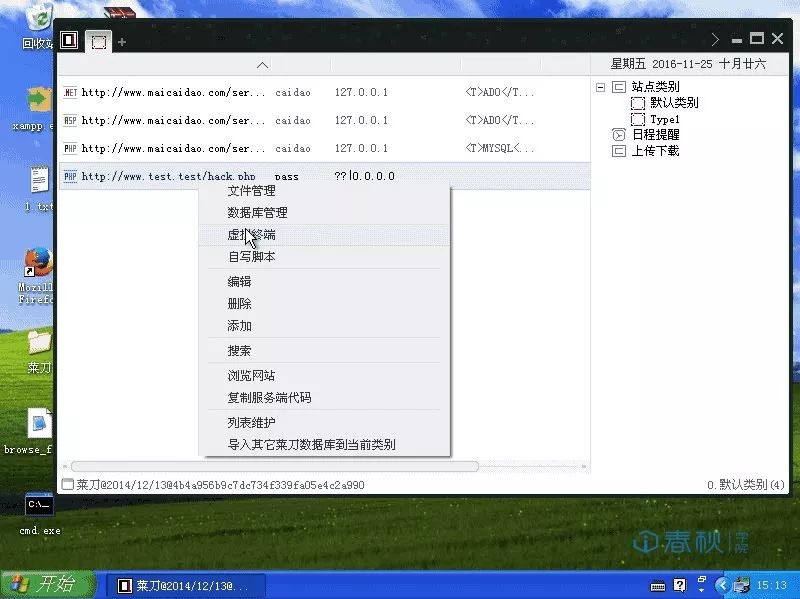 回收站
xampp.e
1.txt
Mozill
Firefo
菜刀
browse_f
C:\_
cmd.exe
+
星期五 2016-11-25 十月廿六
.NET http://www.maicaidao.com/ser... caidao 127.0.0.1 <T>ADO</T...
ASP http://www.maicaidao.com/ser... caidao 127.0.0.1 <T>ADO</T...
PHP http://www.maicaidao.com/ser... caidao 127.0.0.1 <T>MYSQL<...
PHP http://www.test.test/hack.php pass ??|0.0.0.0
站点类别
默认类别
Type1
日程提醒
上传下载
文件管理
数据库管理
虚拟终端
自写脚本
编辑
删除
添加
搜索
浏览网站
复制服务端代码
列表维护
导入其它菜刀数据库到当前类别
菜刀@2014/12/13@4b4a956b9c7dc734f339fa05e4c2a990
0.默认类别(4)
春秋学院
开始
菜刀@2014/12/13@...
15:13